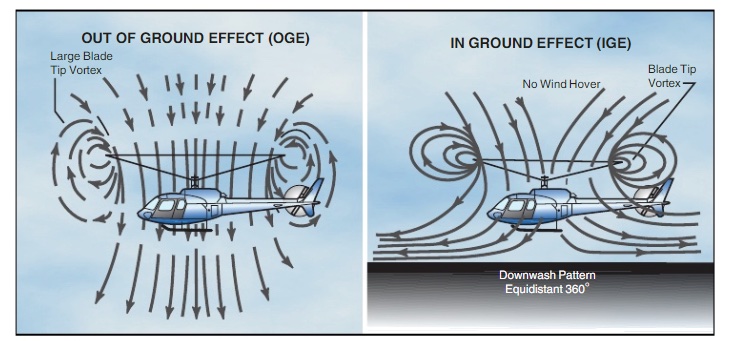 OUT OF GROUND EFFECT (OGE)
Large Blade
Tip Vortex
IN GROUND EFFECT (IGE)
No Wind Hover
Blade Tip
Vortex
Downwash Pattern
Equidistant 360°